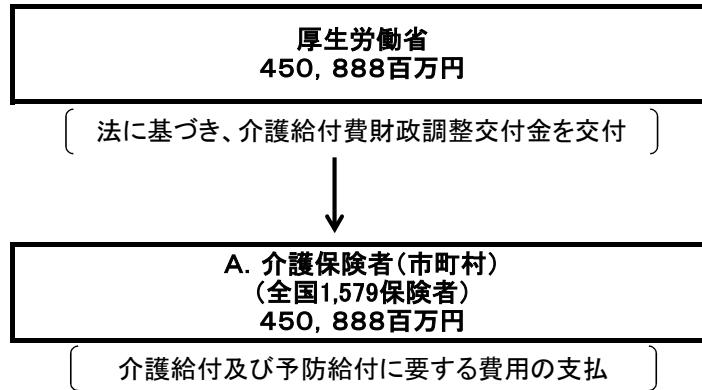 厚生労働省
４５０，８８８百万円
法に基づき、介護給付費財政調整交付金を交付
Ａ．介護保険者（市町村）
（全国1,579保険者）
４５０，８８８百万円
介護給付及び予防給付に要する費用の支払